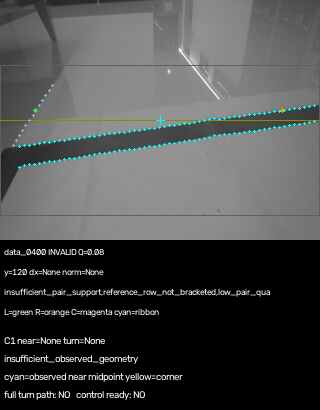 data_0400 INVALID Q=0.08
y=120 dx=None norm=None
insufficient_pair_support,reference_row_not_bracketed,low_pair_qua
L=green R=orange C=magenta cyan=ribbon
C1 near=None turn=None
insufficient_observed_geometry
cyan=observed near midpoint yellow=corner
full turn path: NO control ready: NO